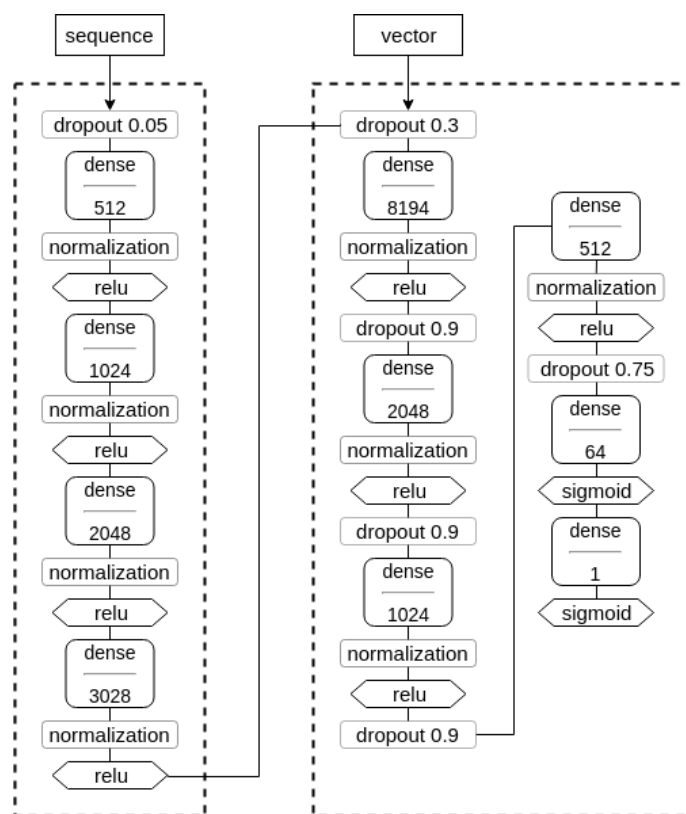 sequence
dropout 0.05
dense
512
normalization
relu
dense
1024
normalization
relu
dense
2048
normalization
relu
dense
3028
normalization
relu
vector
dropout 0.3
dense
8194
normalization
relu
dropout 0.9
dense
2048
normalization
relu
dropout 0.9
dense
1024
normalization
relu
dropout 0.9
dense
512
normalization
relu
dropout 0.75
dense
64
sigmoid
dense
1
sigmoid